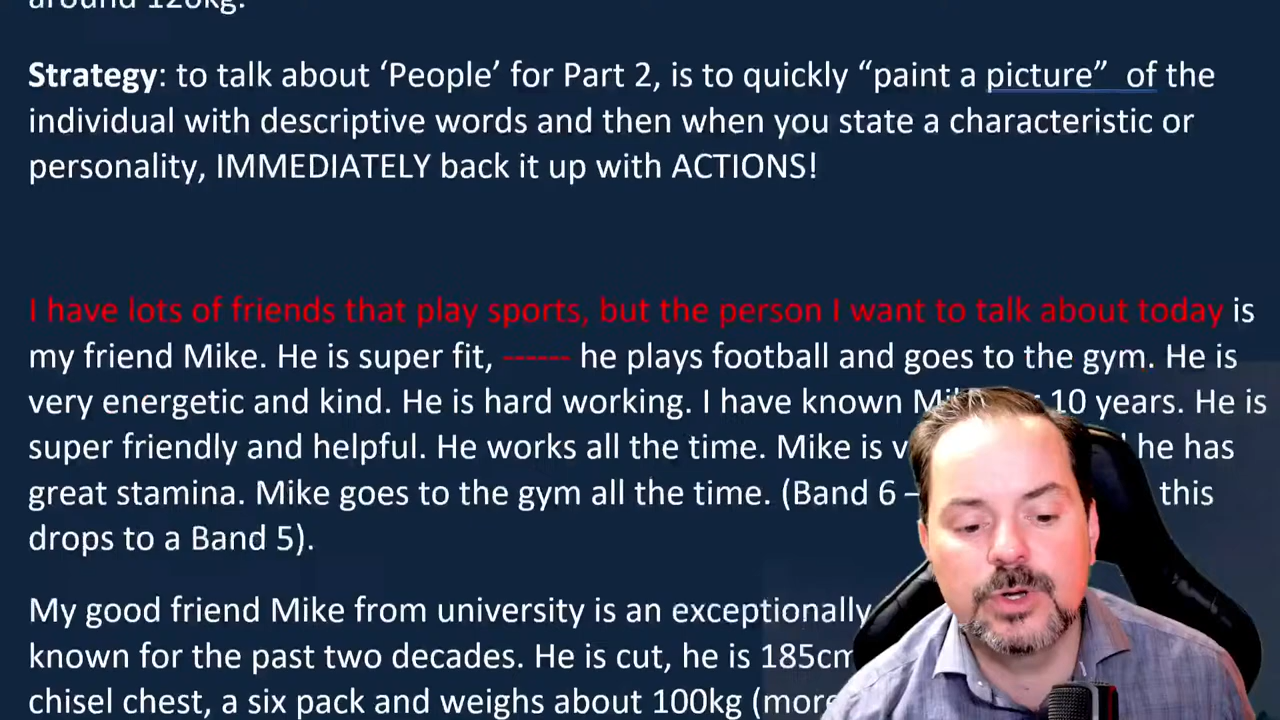 around 120kg.
Strategy: to talk about ‘People’ for Part 2, is to quickly “paint a picture”  of the
individual with descriptive words and then when you state a characteristic or
personality, IMMEDIATELY back it up with ACTIONS!
I have lots of friends that play sports, but the person I want to talk about today is
my friend Mike. He is super fit, ------ he plays football and goes to the gym. He is
very energetic and kind. He is hard working. I have known 10 years. He is
super friendly and helpful. He works all the time. Mike is he has
great stamina. Mike goes to the gym all the time. (Band 6 – this
drops to a Band 5).
My good friend Mike from university is an exceptionally
known for the past two decades. He is cut, he is 185cm
chisel chest, a six pack and weighs about 100kg (more